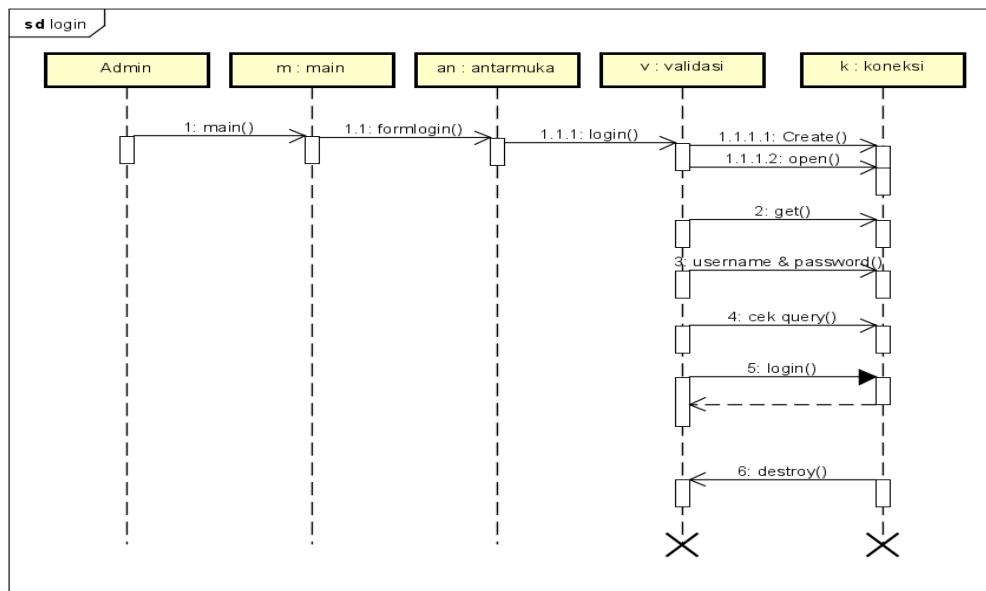 sd login
Admin
m : main
an : antarmuka
v : validasi
k : koneksi
1: main()
1.1: formlogin()
1.1.1: login()
1.1.1.1: Create()
1.1.1.2: open()
2: get()
3: username & password()
4: cek query()
5: login()
6: destroy()